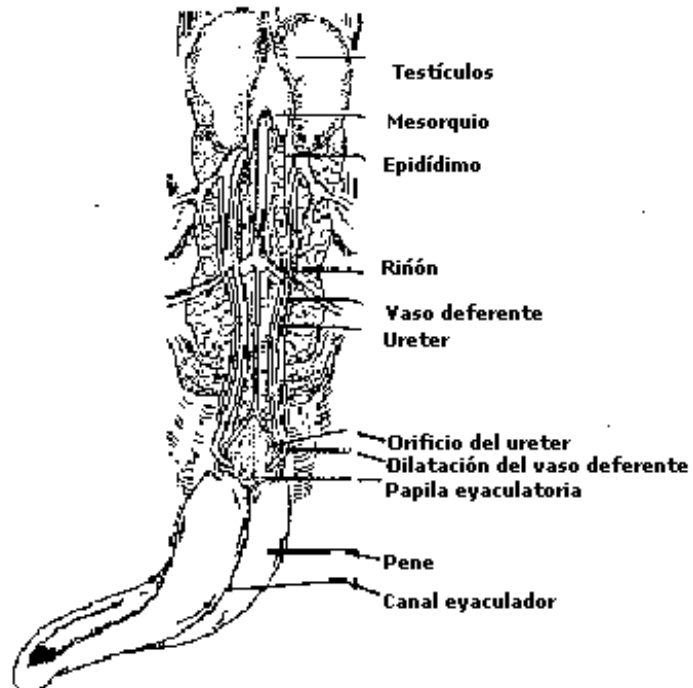 Testículos
Mesorquio
Epidídimo
Riñón
Vaso deferente
Ureter
Orificio del ureter
Dilatación del vaso deferente
Papila eyaculatoria
Pene
Canal eyaculador